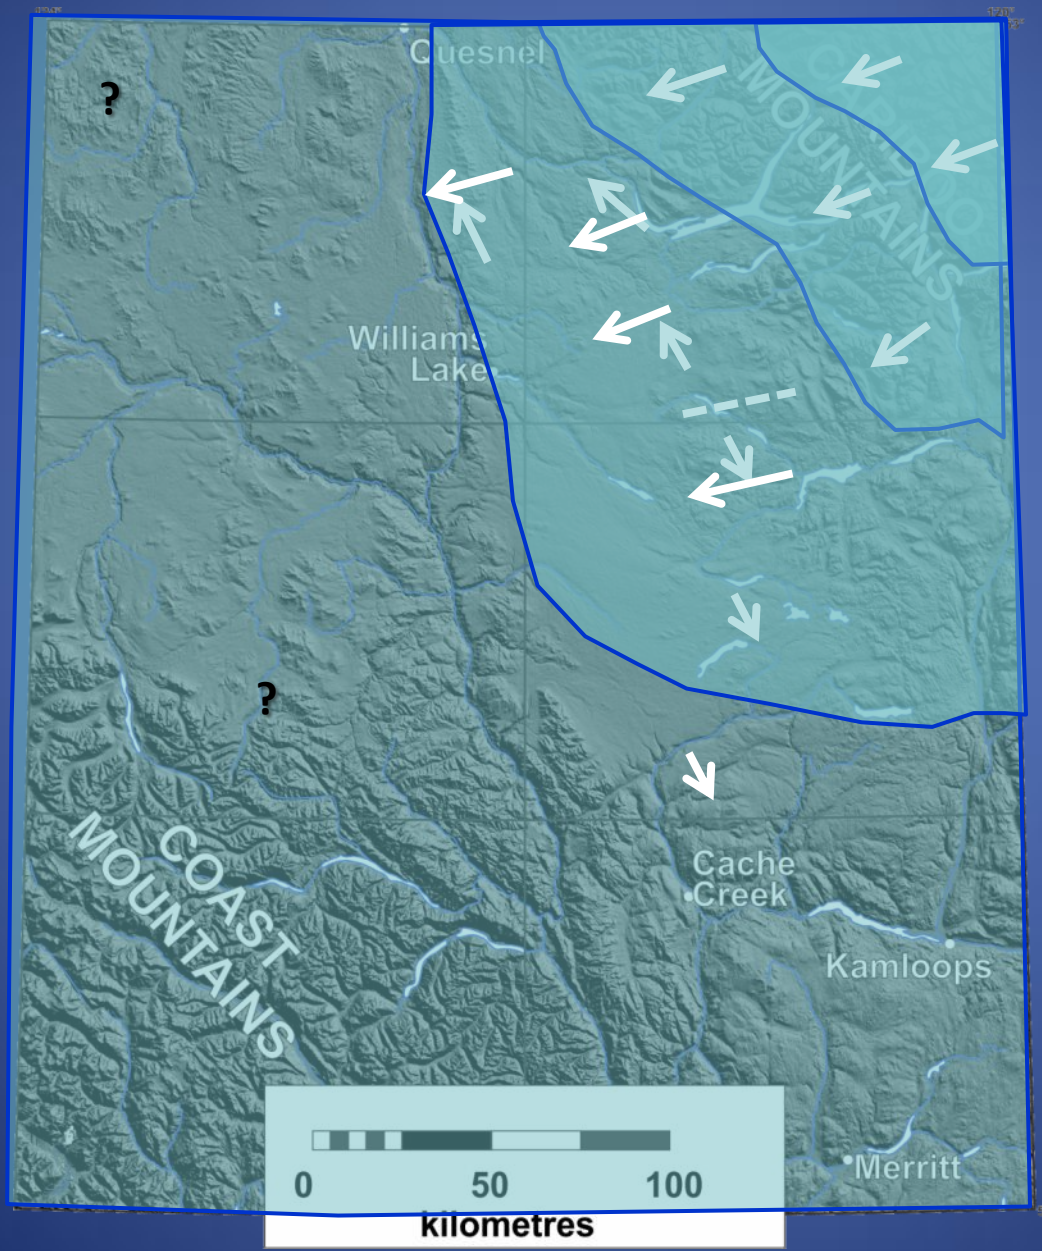 Quesnel
CARIBOO
MOUNTAINS
?
Williams
Lake
?
COAST
MOUNTAINS
Cache
Creek
Kamloops
Merritt
0 50 100
kilometres